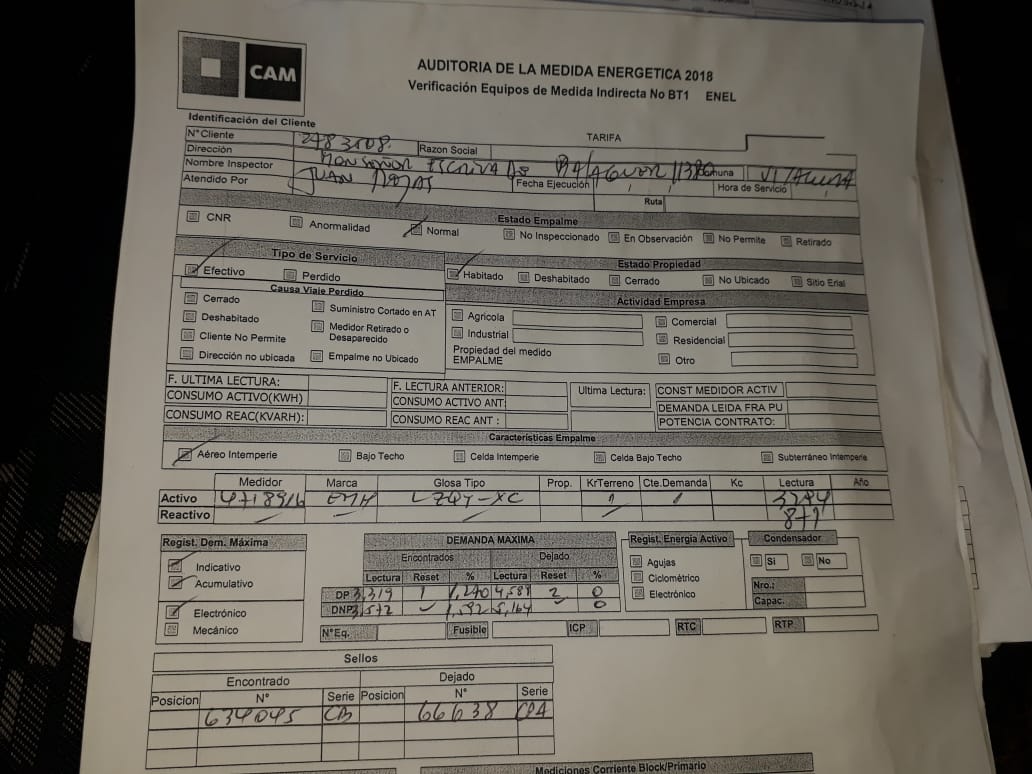 CAM
AUDITORIA DE LA MEDIDA ENERGETICA 2018
Verificación Equipos de Medida Indirecta No BT1 ENEL
Identificación del Cliente
TARIFA
N°Cliente 2783508. Razon Social
Dirección MONSEÑOR ESCRIVA DE BALAGUER 11380 Comuna VITACURA
Nombre Inspector JUAN ROJAS Fecha Ejecución / / Hora de Servicio
Atendido Por Ruta
Estado Empalme
CNR Anormalidad Normal No Inspeccionado En Observación No Permite Retirado
Tipo de Servicio Estado Propiedad
Efectivo Perdido Habitado Deshabitado Cerrado No Ubicado Sitio Erial
Causa Viaje Perdido Actividad Empresa
Cerrado Suministro Cortado en AT Agricola Comercial
Deshabitado Medidor Retirado o Desaparecido Industrial Residencial
Cliente No Permite Propiedad del medido Otro
Dirección no ubicada Empalme no Ubicado EMPALME
F. ULTIMA LECTURA: F. LECTURA ANTERIOR: Ultima Lectura: CONST MEDIDOR ACTIV
CONSUMO ACTIVO(KWH) CONSUMO ACTIVO ANT: DEMANDA LEIDA FRA PU
CONSUMO REAC(KVARH): CONSUMO REAC ANT : POTENCIA CONTRATO:
Características Empalme
Aéreo Intemperie Bajo Techo Celda Intemperie Celda Bajo Techo Subterráneo Intemperie
Medidor Marca Glosa Tipo Prop. KrTerreno Cte.Demanda Kc Lectura Año
Activo EMH LZQY-XC 1 1
Reactivo 871
Regist. Dem. Máxima DEMANDA MAXIMA Regist. Energia Activo Condensador
Indicativo Encontrados Dejado Agujas Si No
Acumulativo Lectura Reset % Lectura Reset % Ciclométrico Nro.:
DP 3,319 1 1,270 4,589 2 0 Electrónico Capac.
Electrónico DNP 3,572 1,592 5,164 0
Mecánico N°Eq. Fusible ICP RTC RTP
Sellos
Encontrado Dejado
Posicion N° Serie Posicion N° Serie
634045 CB 66638 CPA
Mediciones Corriente Block/Primario